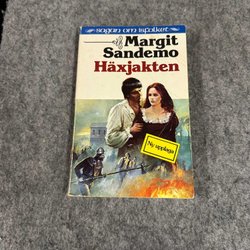 sagan om isfolket
Margit
Sandemo
Häxjakten
Ny upplaga